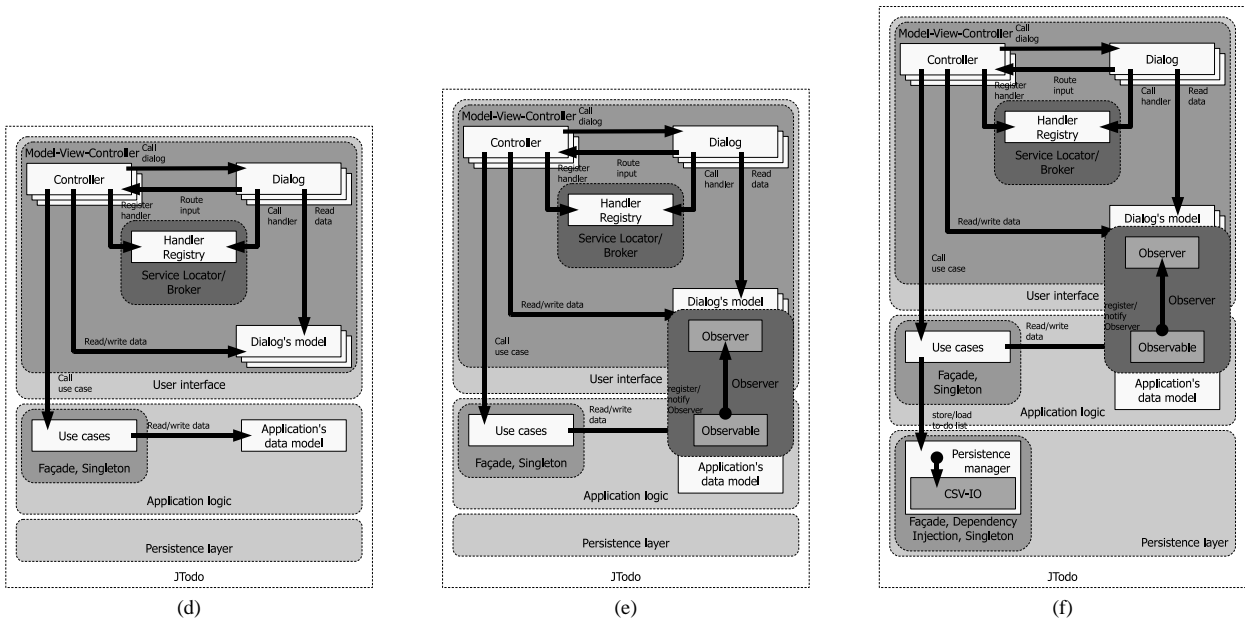 Model-View-Controller
Call
dialog
Controller
Dialog
Register
handler
Route
input
Call
handler
Read
data
Handler
Registry
Service Locator/
Broker
Dialog's model
Read/write data
Call
use case
User interface
Use cases
Read/write data
Application's
data model
Façade, Singleton
Application logic
Persistence layer
JTodo
(d)
Model-View-Controller
Call
dialog
Controller
Dialog
Register
handler
Route
input
Call
handler
Read
data
Handler
Registry
Service Locator/
Broker
Dialog's model
Read/write data
Observer
Call
use case
User interface
Observer
register/
notify
Observer
Read/write
data
Use cases
Observable
Façade, Singleton
Application's
data model
Application logic
Persistence layer
JTodo
(e)
Model-View-Controller
Call
dialog
Controller
Dialog
Register
handler
Route
input
Call
handler
Read
data
Handler
Registry
Service Locator/
Broker
Dialog's model
Read/write data
Observer
Call
use case
User interface
register/
notify
Observer
Observer
Read/write
data
Use cases
Observable
Façade,
Singleton
Application's
data model
Application logic
store/load
to-do list
Persistence
manager
CSV-IO
Façade, Dependency
Injection, Singleton
Persistence layer
JTodo
(f)